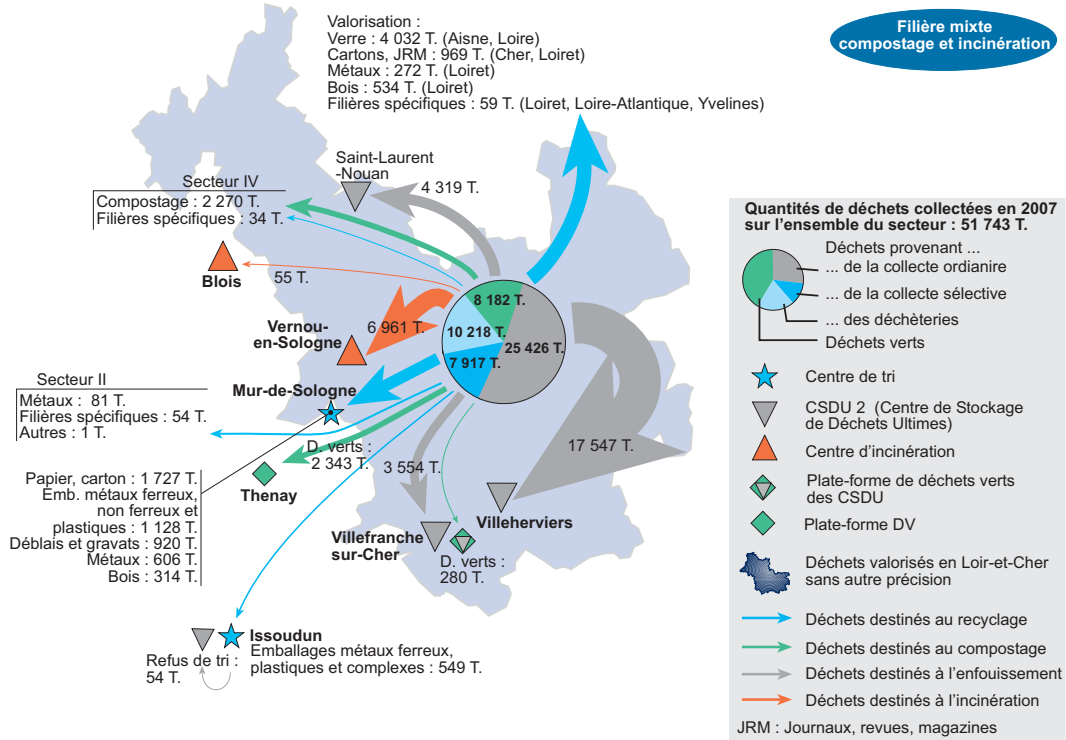 Valorisation :
Verre : 4 032 T. (Aisne, Loire)
Cartons, JRM : 969 T. (Cher, Loiret)
Métaux : 272 T. (Loiret)
Bois : 534 T. (Loiret)
Filières spécifiques : 59 T. (Loiret, Loire-Atlantique, Yvelines)
Filière mixte
compostage et incinération
Saint-Laurent
-Nouan
4 319 T.
Secteur IV
Compostage : 2 270 T.
Filières spécifiques : 34 T.
Blois
55 T.
Vernou-
en-Sologne
6 961 T.
8 182 T.
10 218 T.
25 426 T.
7 917 T.
Mur-de-Sologne
Secteur II
Métaux : 81 T.
Filières spécifiques : 54 T.
Autres : 1 T.
D. verts :
2 343 T.
Thenay
3 554 T.
17 547 T.
Papier, carton : 1 727 T.
Emb. métaux ferreux,
non ferreux et
plastiques : 1 128 T.
Déblais et gravats : 920 T.
Métaux : 606 T.
Bois : 314 T.
Villeherviers
Villefranche
sur-Cher
D. verts :
280 T.
Issoudun
Emballages métaux ferreux,
plastiques et complexes : 549 T.
Refus de tri :
54 T.
Quantités de déchets collectées en 2007
sur l'ensemble du secteur : 51 743 T.
Déchets provenant ...
... de la collecte ordianire
... de la collecte sélective
... des déchèteries
Déchets verts
Centre de tri
CSDU 2 (Centre de Stockage
de Déchets Ultimes)
Centre d'incinération
Plate-forme de déchets verts
des CSDU
Plate-forme DV
Déchets valorisés en Loir-et-Cher
sans autre précision
Déchets destinés au recyclage
Déchets destinés au compostage
Déchets destinés à l'enfouissement
Déchets destinés à l'incinération
JRM : Journaux, revues, magazines